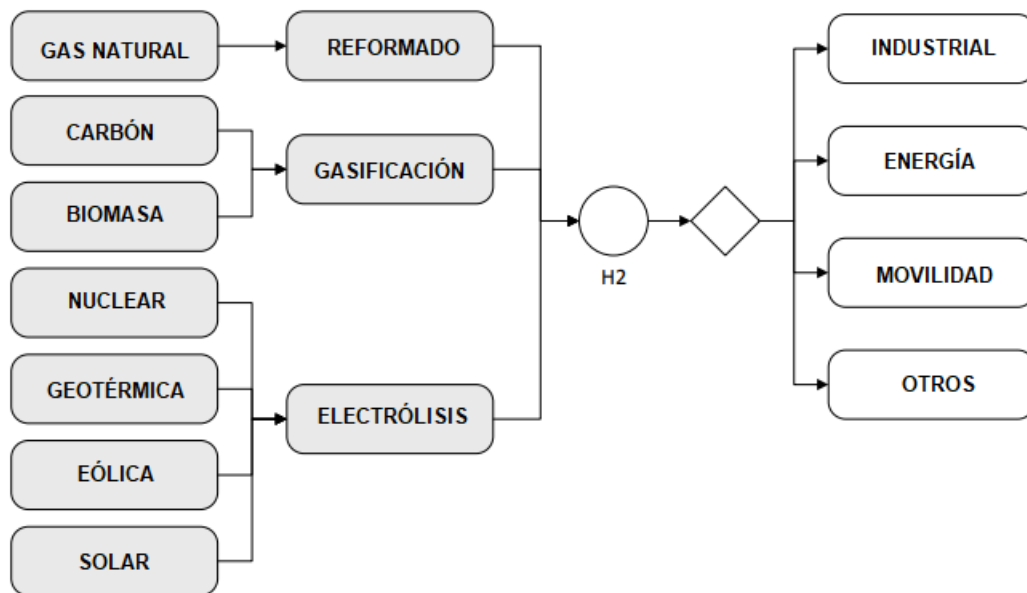 GAS NATURAL
REFORMADO
INDUSTRIAL
CARBÓN
GASIFICACIÓN
ENERGÍA
BIOMASA
H2
MOVILIDAD
NUCLEAR
GEOTÉRMICA
ELECTRÓLISIS
OTROS
EÓLICA
SOLAR